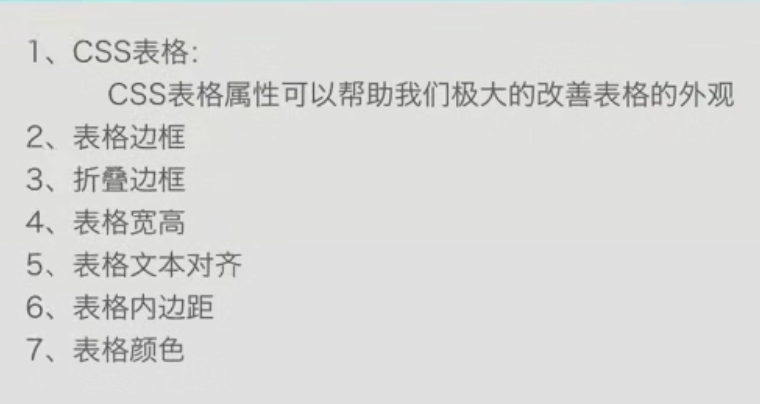 1、CSS表格:
CSS表格属性可以帮助我们极大的改善表格的外观
2、表格边框
3、折叠边框
4、表格宽高
5、表格文本对齐
6、表格内边距
7、表格颜色